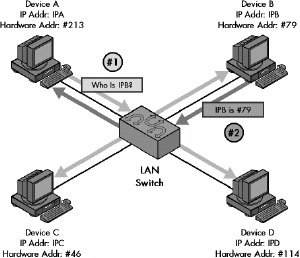 Device A
IP Addr: IPA
Hardware Addr: #213
Device B
IP Addr: IPB
Hardware Addr: #79
#1
Who Is IPB?
IPB is #79
#2
LAN
Switch
Device C
IP Addr: IPC
Hardware Addr: #46
Device D
IP Addr: IPD
Hardware Addr: #114